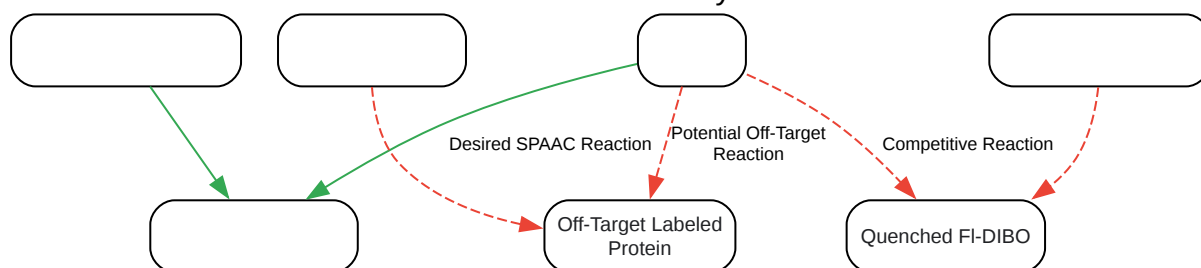 Desired SPAAC Reaction
Potential Off-Target
Reaction
Competitive Reaction
Off-Target Labeled
Protein
Quenched Fl-DIBO